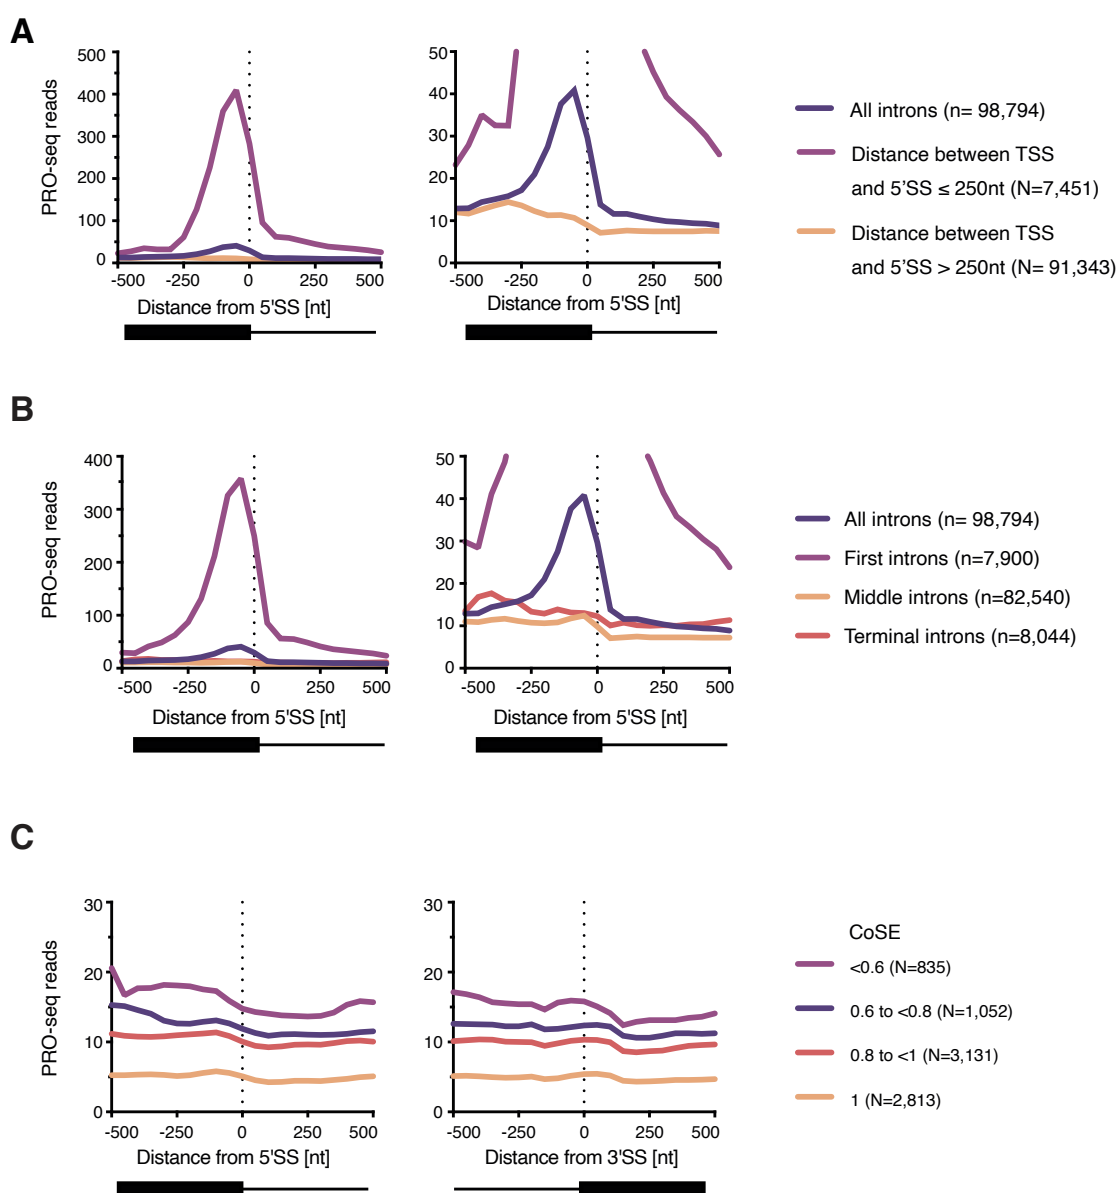 A
PRO-seq reads
500
400
300
200
100
0
-500
-250
0
250
500
Distance from 5'SS [nt]
50
40
30
20
10
0
-500
-250
0
250
500
Distance from 5'SS [nt]
All introns (n= 98,794)
Distance between TSS
and 5'SS ≤ 250nt (N=7,451)
Distance between TSS
and 5'SS > 250nt (N= 91,343)
B
PRO-seq reads
400
300
200
100
0
-500
-250
0
250
500
Distance from 5'SS [nt]
50
40
30
20
10
0
-500
-250
0
250
500
Distance from 5'SS [nt]
All introns (n= 98,794)
First introns (n=7,900)
Middle introns (n=82,540)
Terminal introns (n=8,044)
C
PRO-seq reads
30
20
10
0
-500
-250
0
250
500
Distance from 5'SS [nt]
30
20
10
0
-500
-250
0
250
500
Distance from 3'SS [nt]
CoSE
<0.6 (N=835)
0.6 to <0.8 (N=1,052)
0.8 to <1 (N=3,131)
1 (N=2,813)